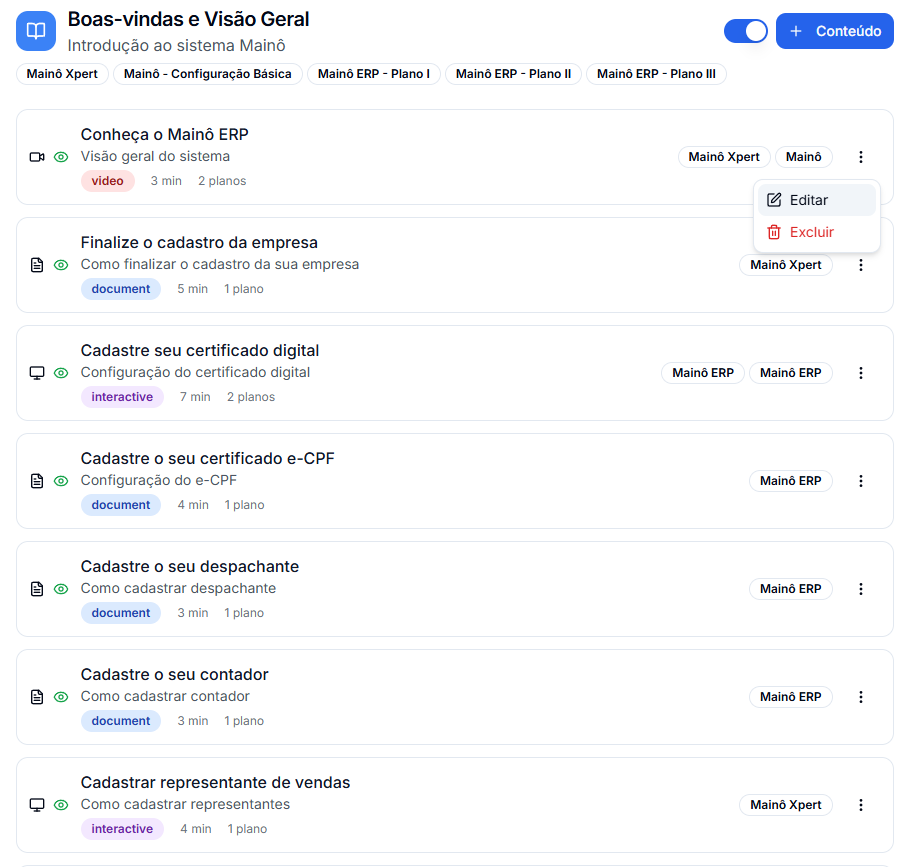 Boas-vindas e Visão Geral
Introdução ao sistema Mainô
+ Conteúdo
Mainô Xpert
Mainô - Configuração Básica
Mainô ERP - Plano I
Mainô ERP - Plano II
Mainô ERP - Plano III
Conheça o Mainô ERP
Visão geral do sistema
video 3 min 2 planos
Mainô Xpert
Mainô
Editar
Excluir
Finalize o cadastro da empresa
Como finalizar o cadastro da sua empresa
document 5 min 1 plano
Mainô Xpert
Cadastre seu certificado digital
Configuração do certificado digital
interactive 7 min 2 planos
Mainô ERP
Mainô ERP
Cadastre o seu certificado e-CPF
Configuração do e-CPF
document 4 min 1 plano
Mainô ERP
Cadastre o seu despachante
Como cadastrar despachante
document 3 min 1 plano
Mainô ERP
Cadastre o seu contador
Como cadastrar contador
document 3 min 1 plano
Mainô ERP
Cadastrar representante de vendas
Como cadastrar representantes
interactive 4 min 1 plano
Mainô Xpert